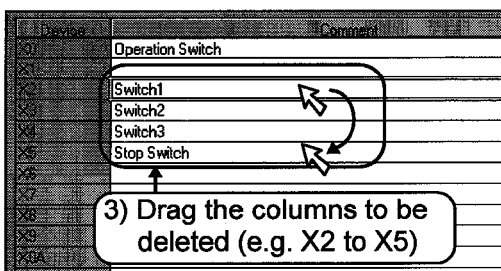 Device Comment
X0 Operation Switch
X1
X2 Switch1
X3 Switch2
X4 Switch3
X5 Stop Switch
X6
X7
X8
X9
X0A
3) Drag the columns to be
deleted (e.g. X2 to X5)